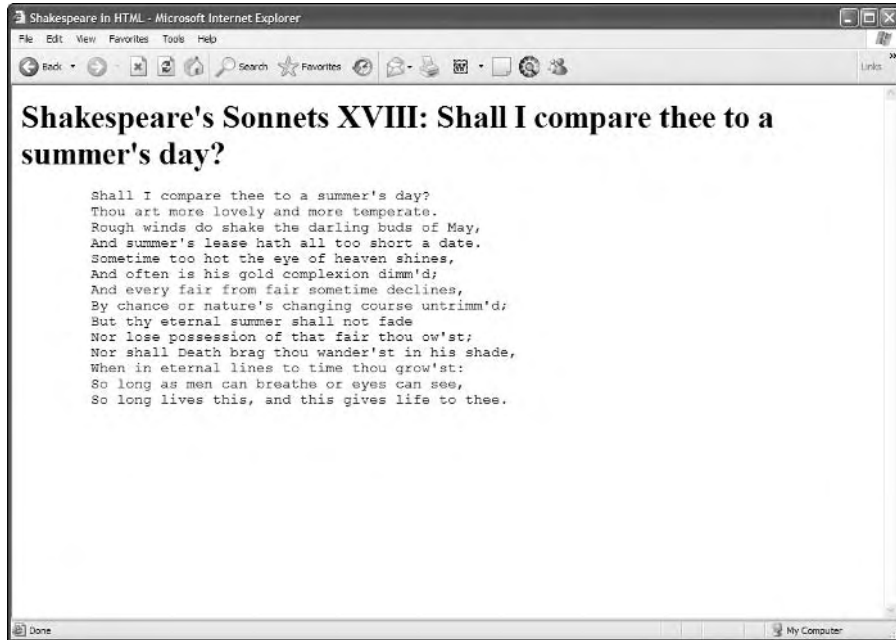 Shakespeare in HTML - Microsoft Internet Explorer
File Edit View Favorites Tools Help
Back Search Favorites W Links »
Shakespeare's Sonnets XVIII: Shall I compare thee to a
summer's day?
Shall I compare thee to a summer's day?
Thou art more lovely and more temperate.
Rough winds do shake the darling buds of May,
And summer's lease hath all too short a date.
Sometime too hot the eye of heaven shines,
And often is his gold complexion dimm'd;
And every fair from fair sometime declines,
By chance or nature's changing course untrimm'd;
But thy eternal summer shall not fade
Nor lose possession of that fair thou ow'st;
Nor shall Death brag thou wander'st in his shade,
When in eternal lines to time thou grow'st:
So long as men can breathe or eyes can see,
So long lives this, and this gives life to thee.
Done My Computer